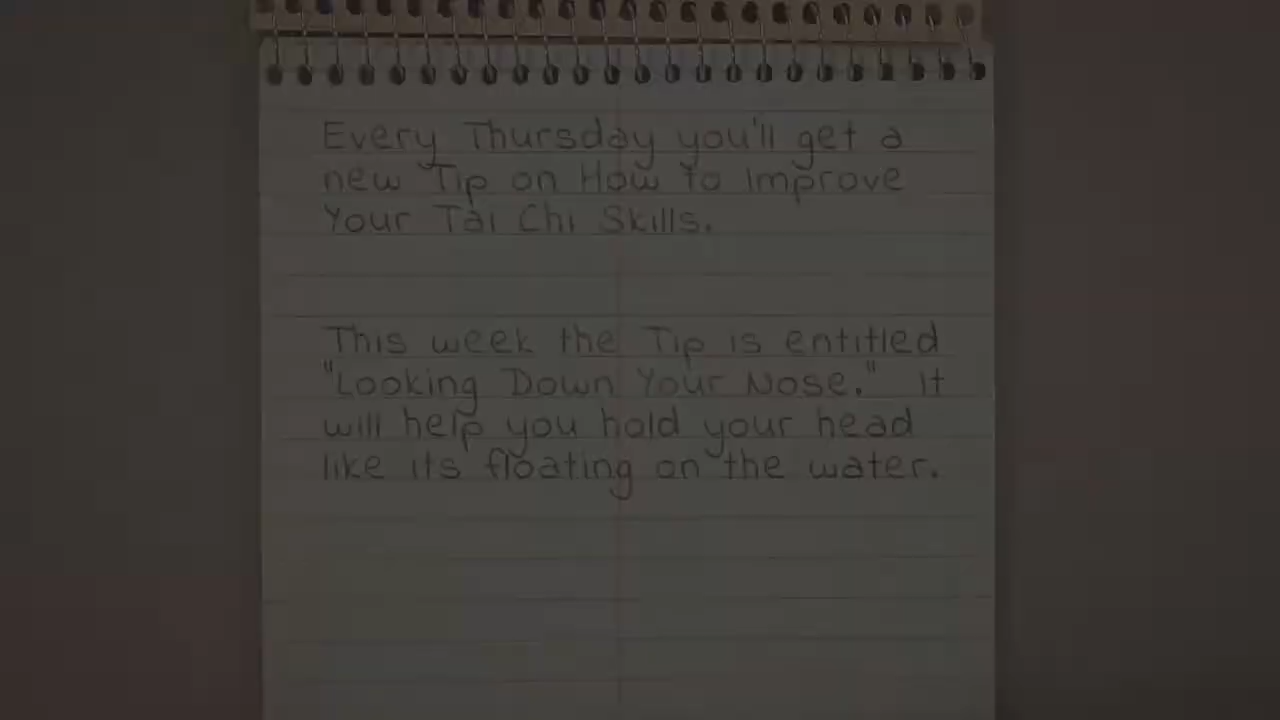 Every Thursday you'll get a
new Tip on How to Improve
Your Tai Chi Skills.
This week the Tip is entitled
"Looking Down Your Nose." It
will help you hold your head
like its floating on the water.